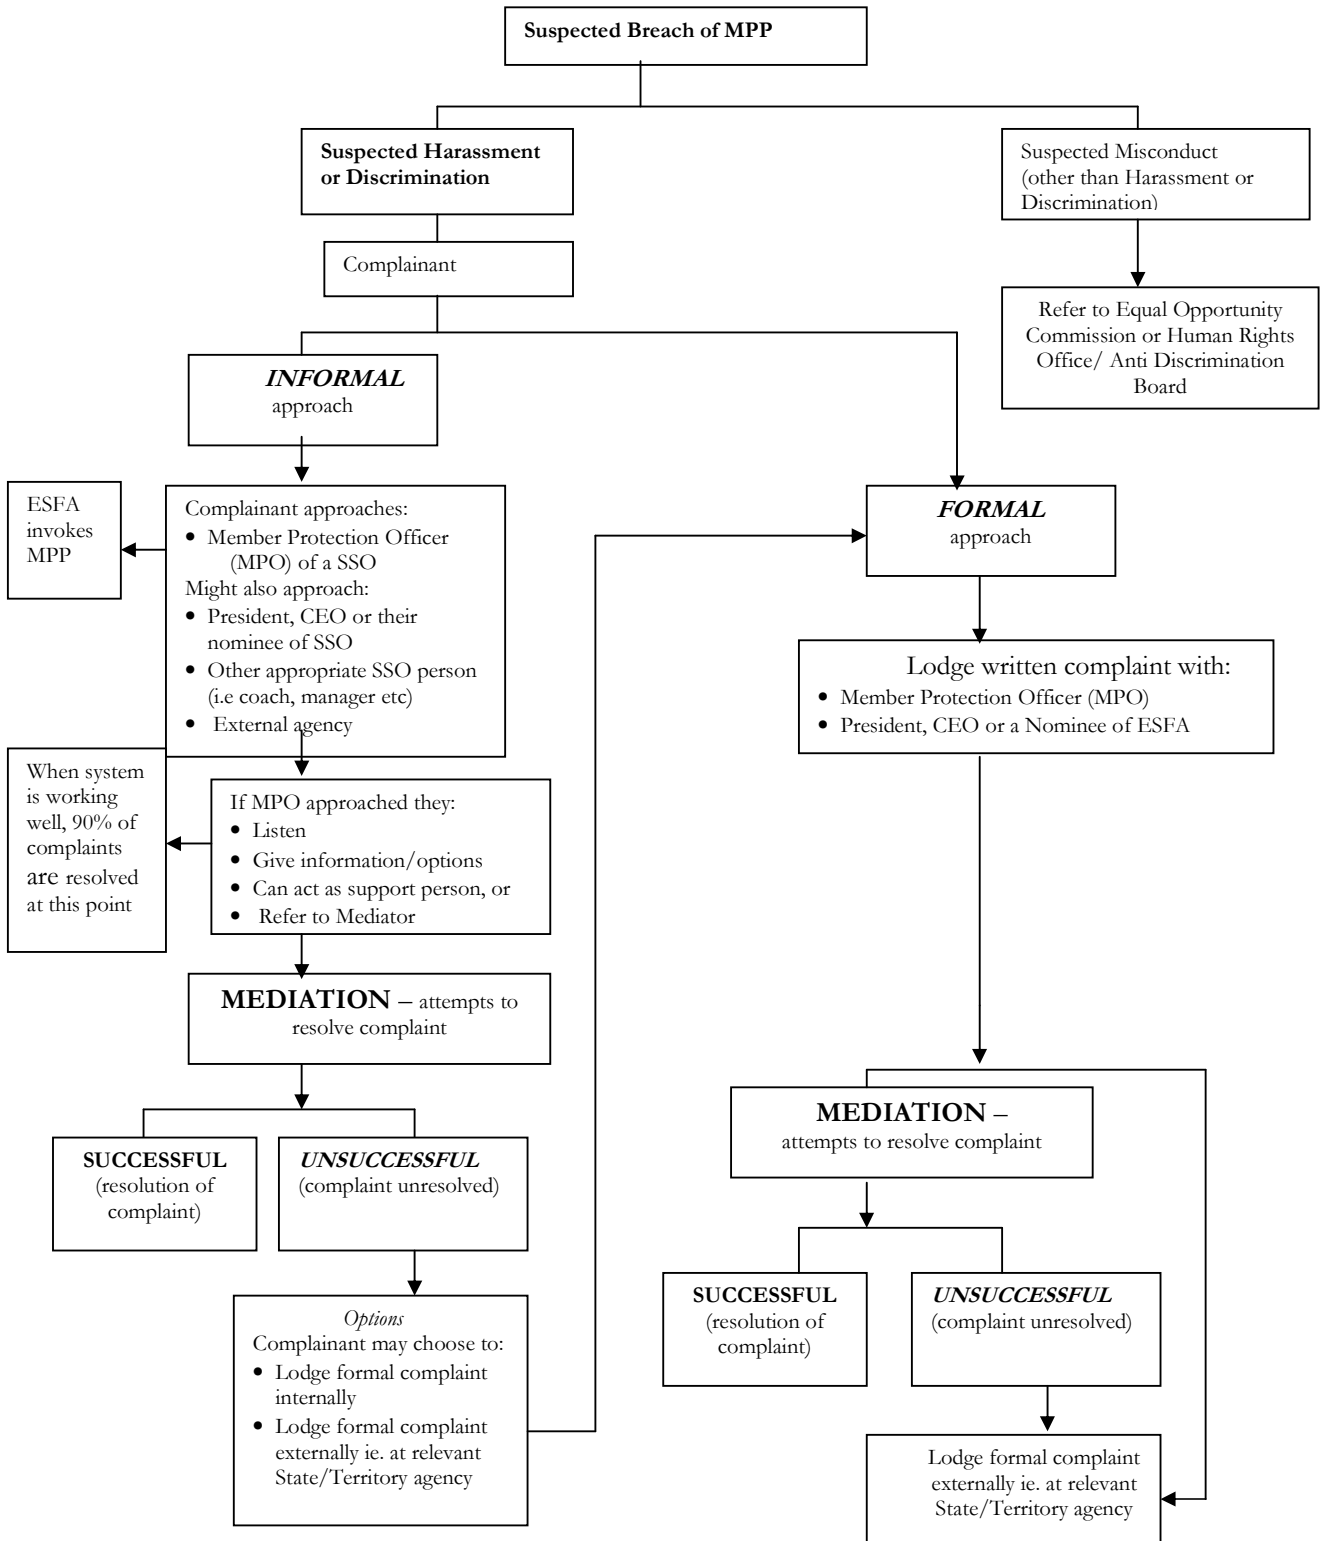 Suspected Breach of MPP
Suspected Harassment
or Discrimination
Suspected Misconduct
(other than Harassment or
Discrimination)
Complainant
Refer to Equal Opportunity
Commission or Human Rights
Office/ Anti Discrimination
Board
INFORMAL
approach
ESFA
invokes
MPP
Complainant approaches:
• Member Protection Officer
(MPO) of a SSO
Might also approach:
• President, CEO or their
nominee of SSO
• Other appropriate SSO person
(i.e coach, manager etc)
• External agency
FORMAL
approach
Lodge written complaint with:
• Member Protection Officer (MPO)
• President, CEO or a Nominee of ESFA
When system
is working
well, 90% of
complaints
are resolved
at this point
If MPO approached they:
• Listen
• Give information/options
• Can act as support person, or
• Refer to Mediator
MEDIATION – attempts to
resolve complaint
SUCCESSFUL
(resolution of
complaint)
UNSUCCESSFUL
(complaint unresolved)
Options
Complainant may choose to:
• Lodge formal complaint
internally
• Lodge formal complaint
externally ie. at relevant
State/Territory agency
MEDIATION –
attempts to resolve complaint
SUCCESSFUL
(resolution of
complaint)
UNSUCCESSFUL
(complaint unresolved)
Lodge formal complaint
externally ie. at relevant
State/Territory agency